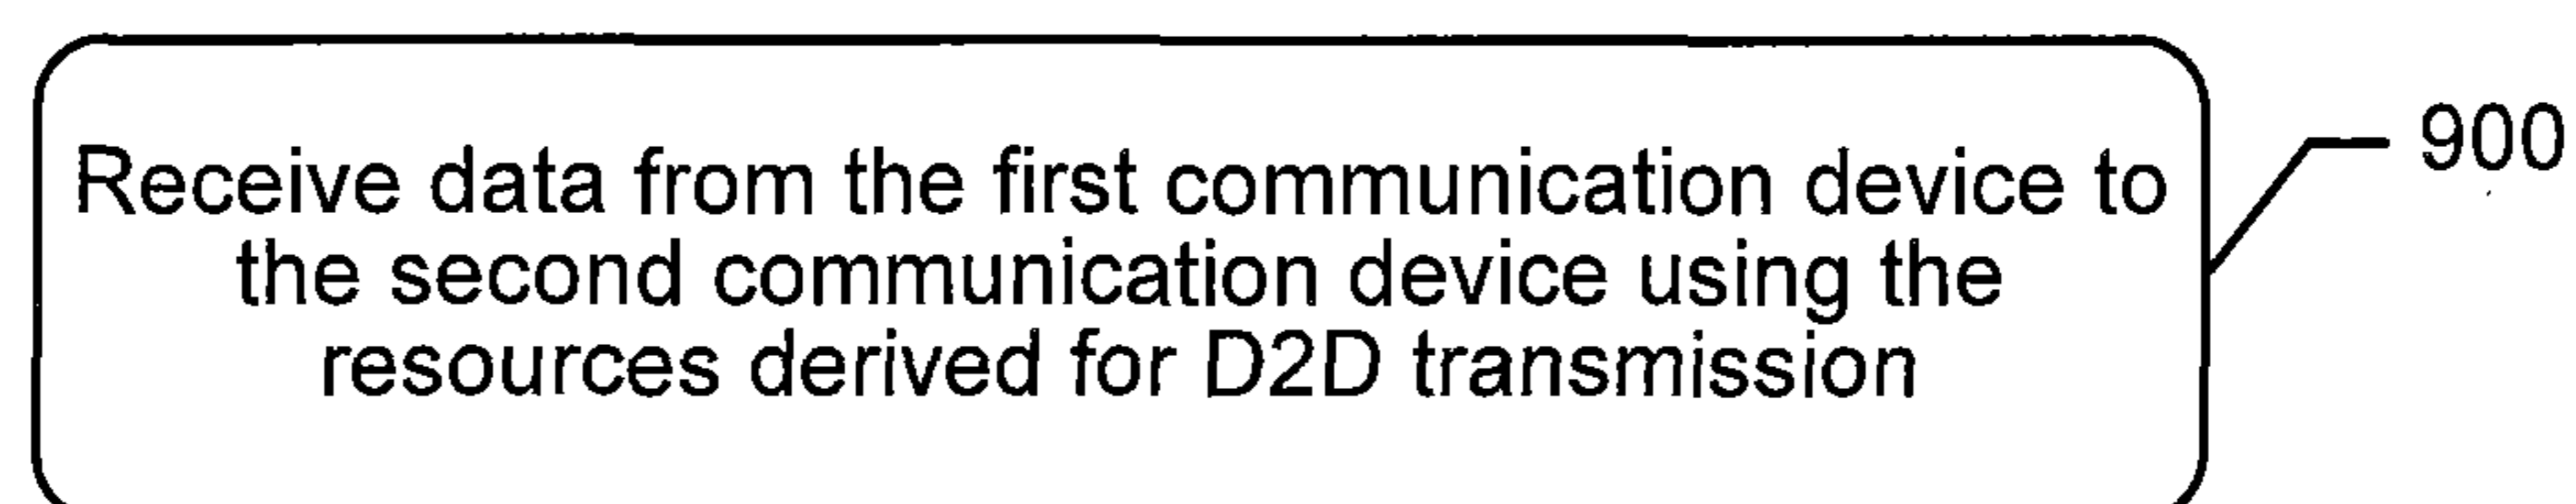 Receive data from the first communication device to
the second communication device using the
resources derived for D2D transmission
900